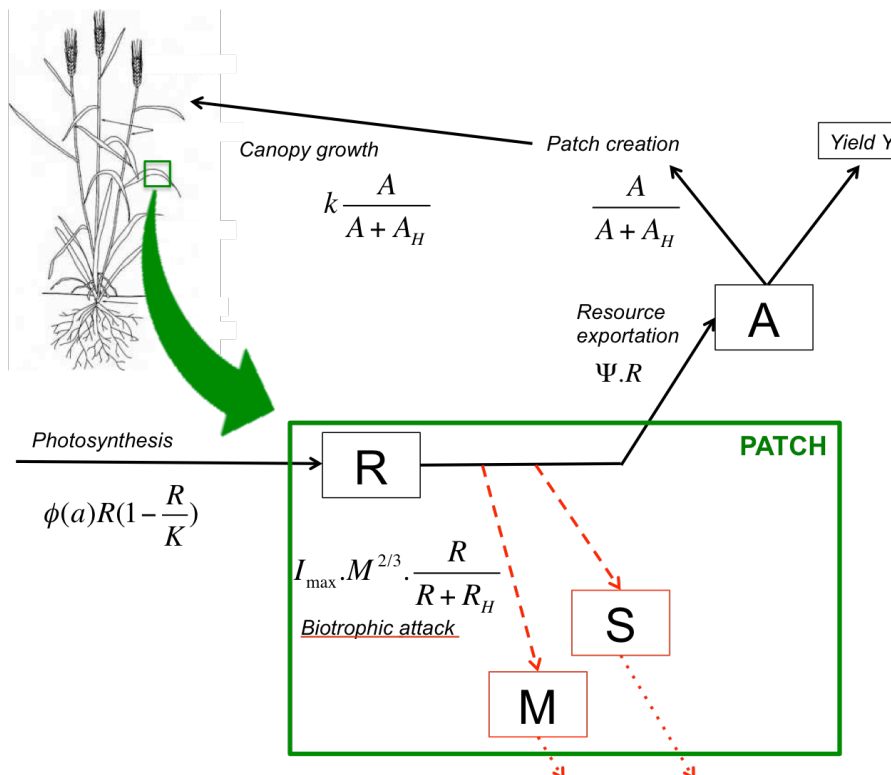 Canopy growth
k A/(A + A_H)
Patch creation
A/(A + A_H)
Yield Y
Resource
exportation
Ψ.R
A
Photosynthesis
ϕ(a)R(1 − R/K)
R
PATCH
I_max.M^{2/3}.R/(R + R_H)
Biotrophic attack
S
M